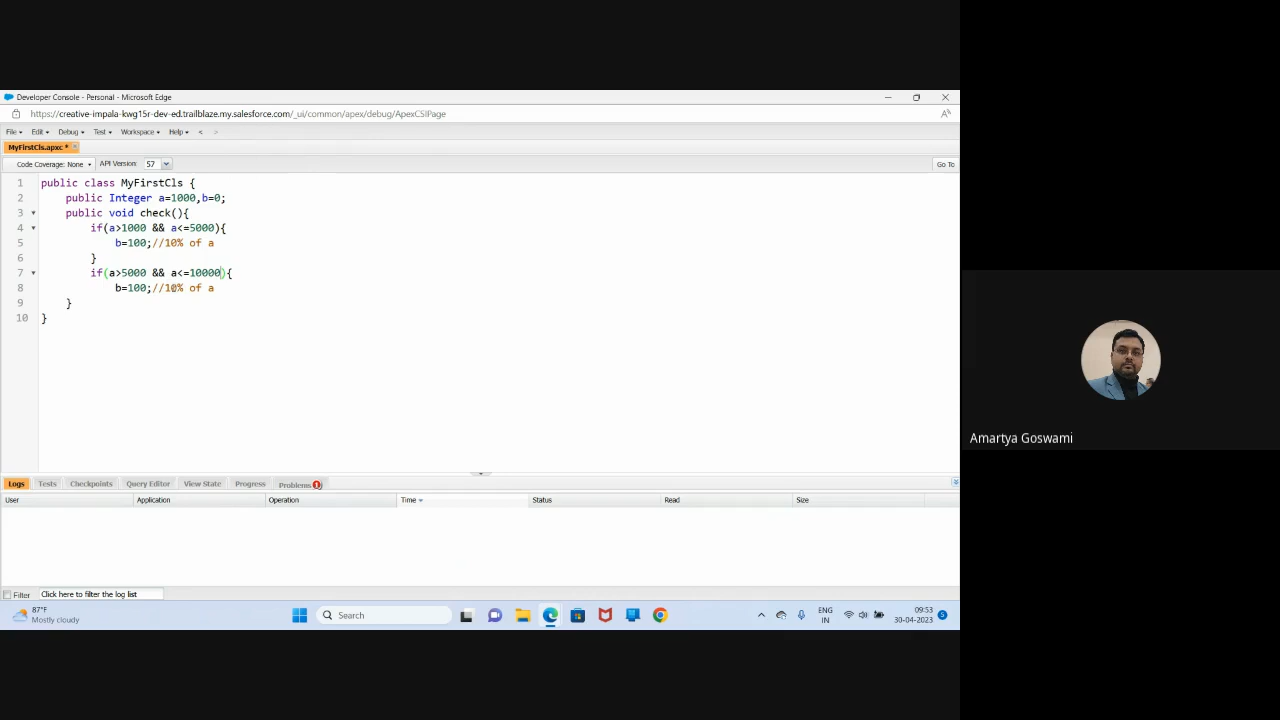 Developer Console - Personal - Microsoft Edge
https://creative-impala-kwg15r-dev-ed.trailblaze.my.salesforce.com/_ui/common/apex/debug/ApexCSIPage
File Edit Debug Test Workspace Help < >
MyFirstCls.apxc *
Code Coverage: None API Version: 57 Go To
1 public class MyFirstCls {
2 public Integer a=1000,b=0;
3 public void check(){
4 if(a>1000 && a<=5000){
5 b=100;//10% of a
6 }
7 if(a>5000 && a<=10000){
8 b=100;//10% of a
9 }
10 }
Amartya Goswami
Logs Tests Checkpoints Query Editor View State Progress Problems 1
User Application Operation Time Status Read Size
Filter Click here to filter the log list
87°F
Mostly cloudy
Search
ENG
IN
09:53
30-04-2023
5